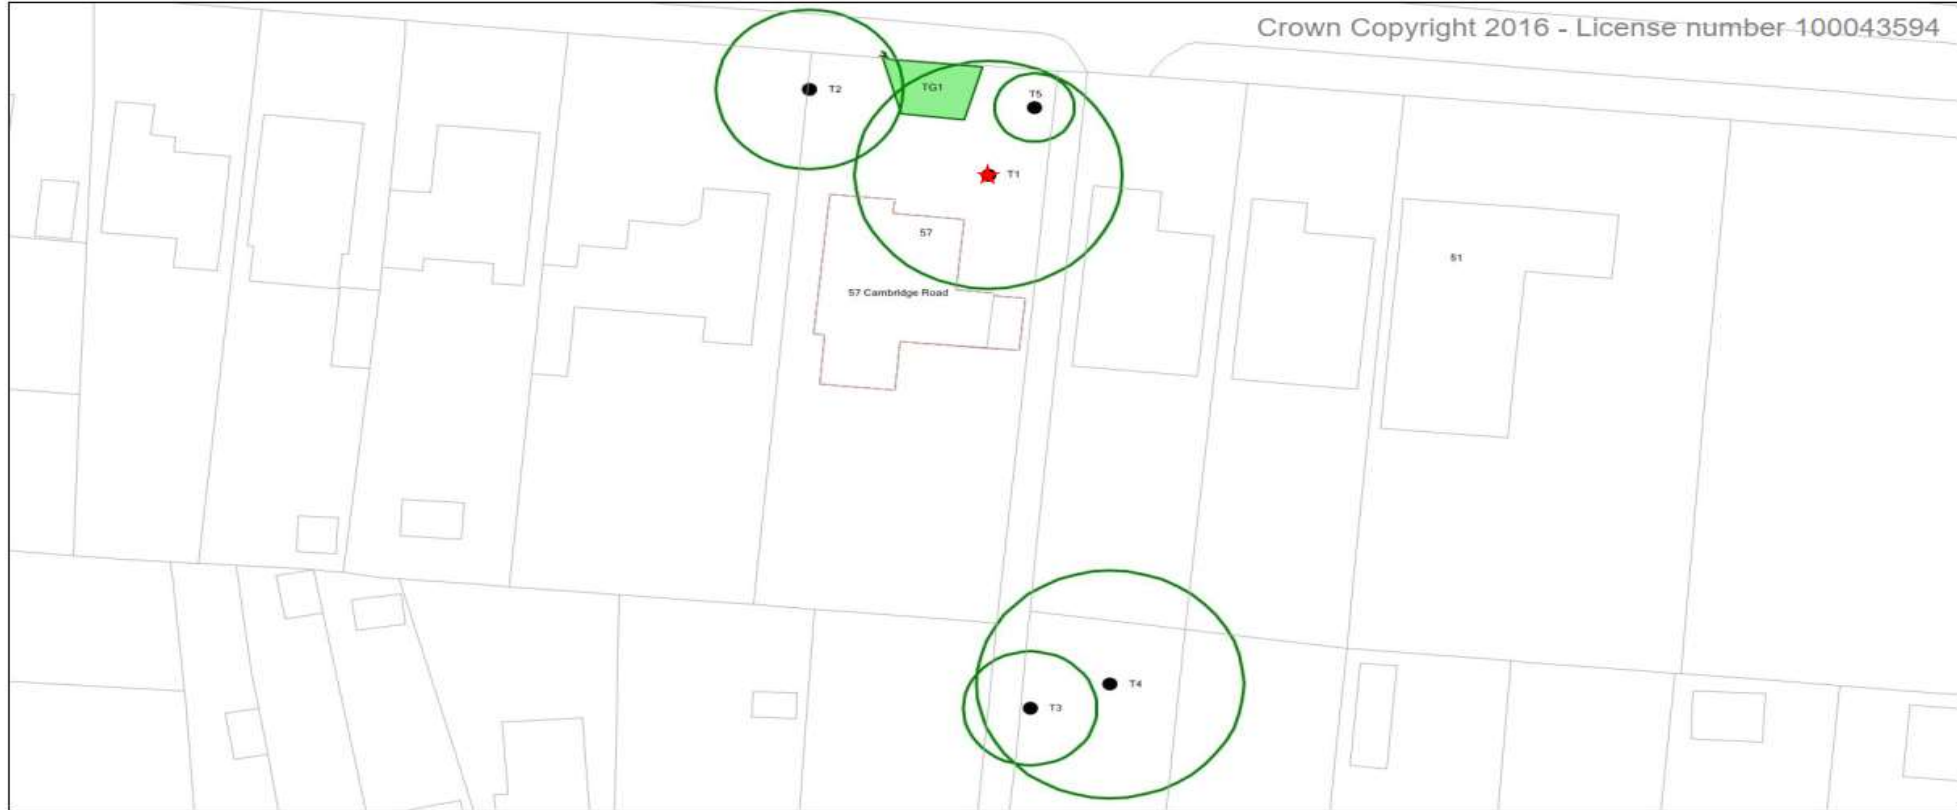 Crown Copyright 2016 - License number 100043594
T2
TG1
T5
T1
57
51
57 Cambridge Road
T4
T3